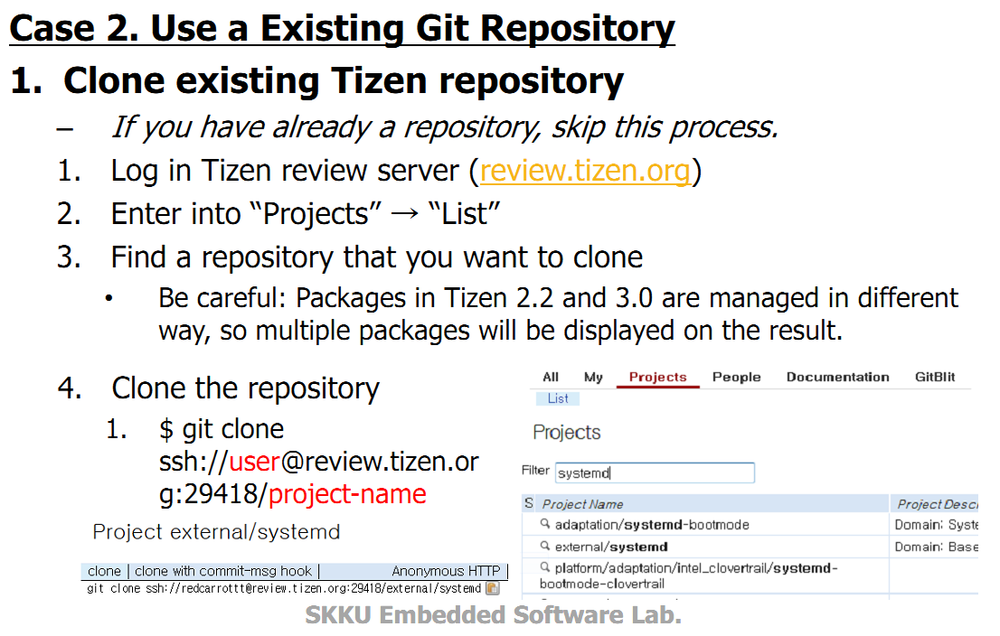 Case 2. Use a Existing Git Repository
1. Clone existing Tizen repository
– If you have already a repository, skip this process.
1. Log in Tizen review server (review.tizen.org)
2. Enter into “Projects” → “List”
3. Find a repository that you want to clone
• Be careful: Packages in Tizen 2.2 and 3.0 are managed in different
way, so multiple packages will be displayed on the result.
4. Clone the repository
1. $ git clone
ssh://user@review.tizen.or
g:29418/project-name
Project external/systemd
clone | clone with commit-msg hook | Anonymous HTTP
git clone ssh://redcarrottt@review.tizen.org:29418/external/systemd
All My Projects People Documentation GitBlit
List
Projects
Filter systemd
S Project Name Project Descr
adaptation/systemd-bootmode Domain: Syste
external/systemd Domain: Base
platform/adaptation/intel_clovertrail/systemd-
bootmode-clovertrail
SKKU Embedded Software Lab.